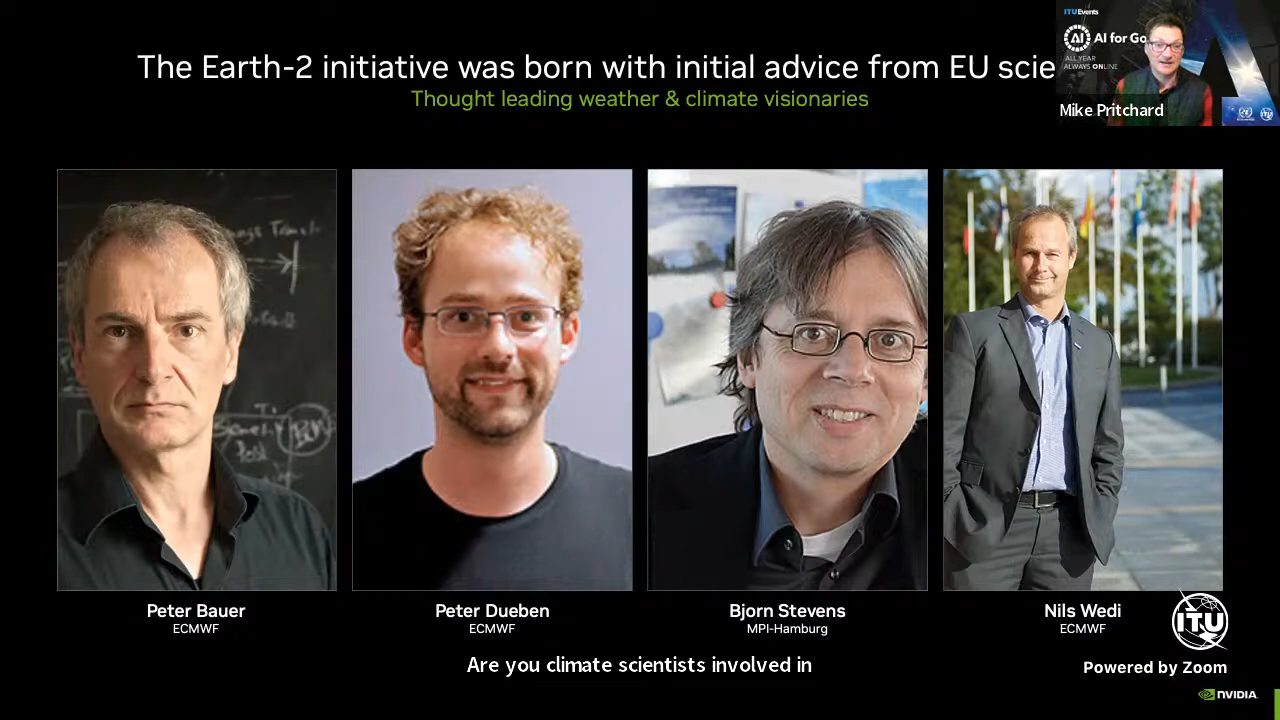 ITUEvents
AI for Go
ALL YEAR
ALWAYS ONLINE
Mike Pritchard
The Earth-2 initiative was born with initial advice from EU scie
Thought leading weather & climate visionaries
Peter Bauer
ECMWF
Peter Dueben
ECMWF
Bjorn Stevens
MPI-Hamburg
Nils Wedi
ECMWF
ITU
Are you climate scientists involved in
Powered by Zoom
NVIDIA